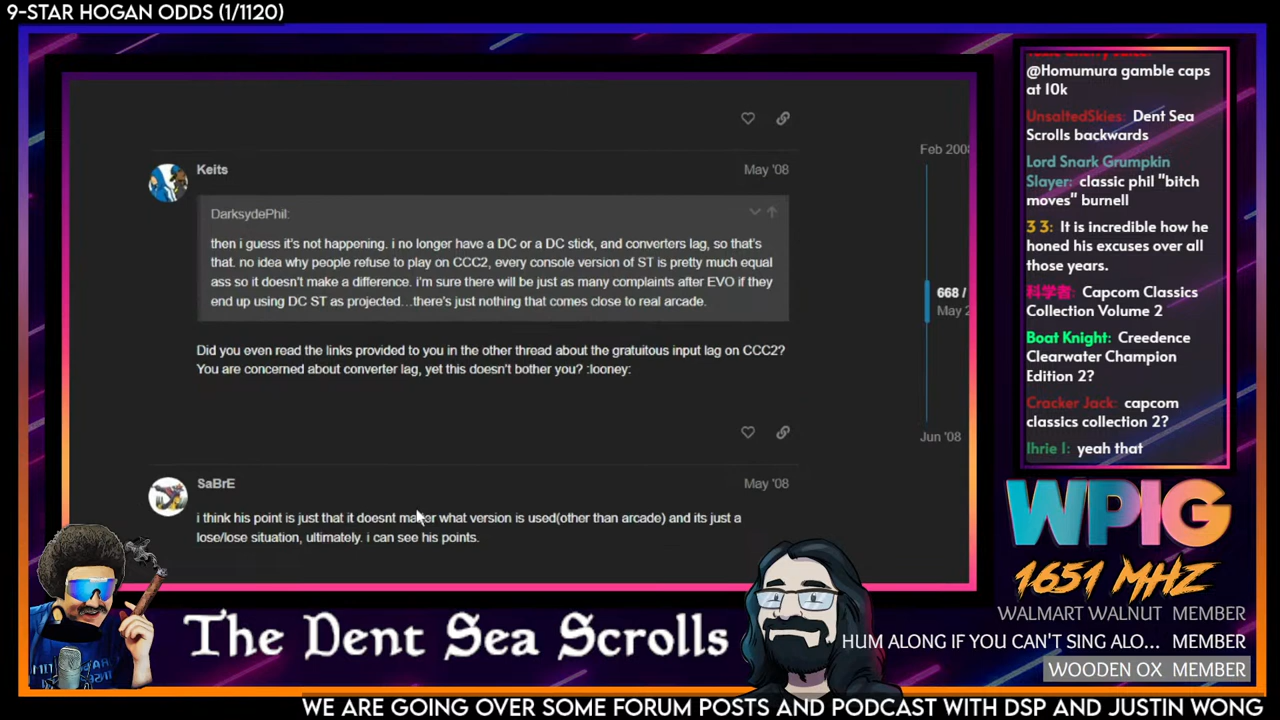 9-STAR HOGAN ODDS (1/1120)
Keits
May '08
DarksydePhil:
then i guess it's not happening. i no longer have a DC or a DC stick, and converters lag, so that's
that. no idea why people refuse to play on CCC2, every console version of ST is pretty much equal
ass so it doesn't make a difference. i'm sure there will be just as many complaints after EVO if they
end up using DC ST as projected…there's just nothing that comes close to real arcade.
Did you even read the links provided to you in the other thread about the gratuitous input lag on CCC2?
You are concerned about converter lag, yet this doesn't bother you? :looney:
SaBrE
May '08
i think his point is just that it doesnt matter what version is used(other than arcade) and its just a
lose/lose situation, ultimately. i can see his points.
Feb 2008
668 /
May 2
Jun '08
@Homumura gamble caps
at 10k
UnsaltedSkies: Dent Sea
Scrolls backwards
Lord Snark Grumpkin
Slayer: classic phil "bitch
moves" burnell
3 3: It is incredible how he
honed his excuses over all
those years.
科学者: Capcom Classics
Collection Volume 2
Boat Knight: Creedence
Clearwater Champion
Edition 2?
Cracker Jack: capcom
classics collection 2?
Ihrie I: yeah that
WPIG
1651 MHZ
WALMART WALNUT MEMBER
HUM ALONG IF YOU CAN'T SING ALO... MEMBER
WOODEN OX MEMBER
The Dent Sea Scrolls
WE ARE GOING OVER SOME FORUM POSTS AND PODCAST WITH DSP AND JUSTIN WONG